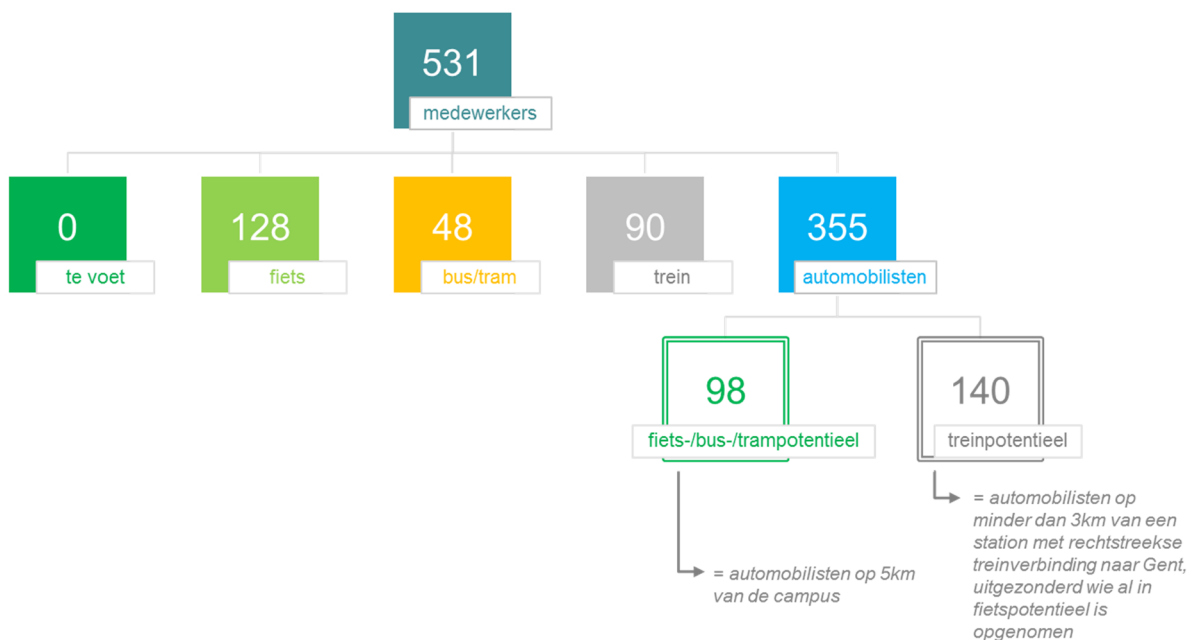 531
medewerkers
0
te voet
128
fiets
48
bus/tram
90
trein
355
automobilisten
98
fiets-/bus-/trampotentieel
140
treinpotentieel
= automobilisten op 5km
van de campus
= automobilisten op
minder dan 3km van een
station met rechtstreekse
treinverbinding naar Gent,
uitgezonderd wie al in
fietspotentieel is
opgenomen